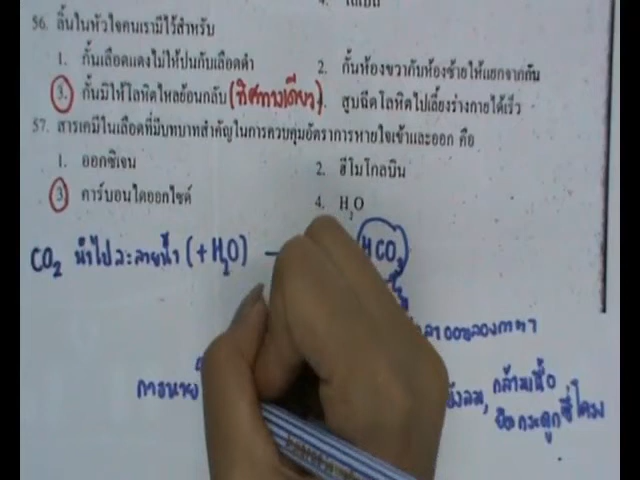 56. ลิ้นในหัวใจคนเรามีไว้สำหรับ
1. กั้นเลือดแดงไม่ให้ปนกับเลือดดำ 2. กั้นห้องขวากับห้องซ้ายให้แยกจากกัน
3. กั้นมิให้โลหิตไหลย้อนกลับ (ทิศทางเดียว) สูบฉีดโลหิตไปเลี้ยงร่างกายได้เร็ว
57. สารเคมีในเลือดที่มีบทบาทสำคัญในการควบคุมอัตราการหายใจเข้าและออก คือ
1. ออกซิเจน 2. ฮีโมโกลบิน
3 คาร์บอนไดออกไซด์ 4. H₂O
CO₂ นำไปละลายน้ำ (+H₂O) — HCO₃
การหาย กล้ามเนื้อ
ยึดกระดูกซี่โครง